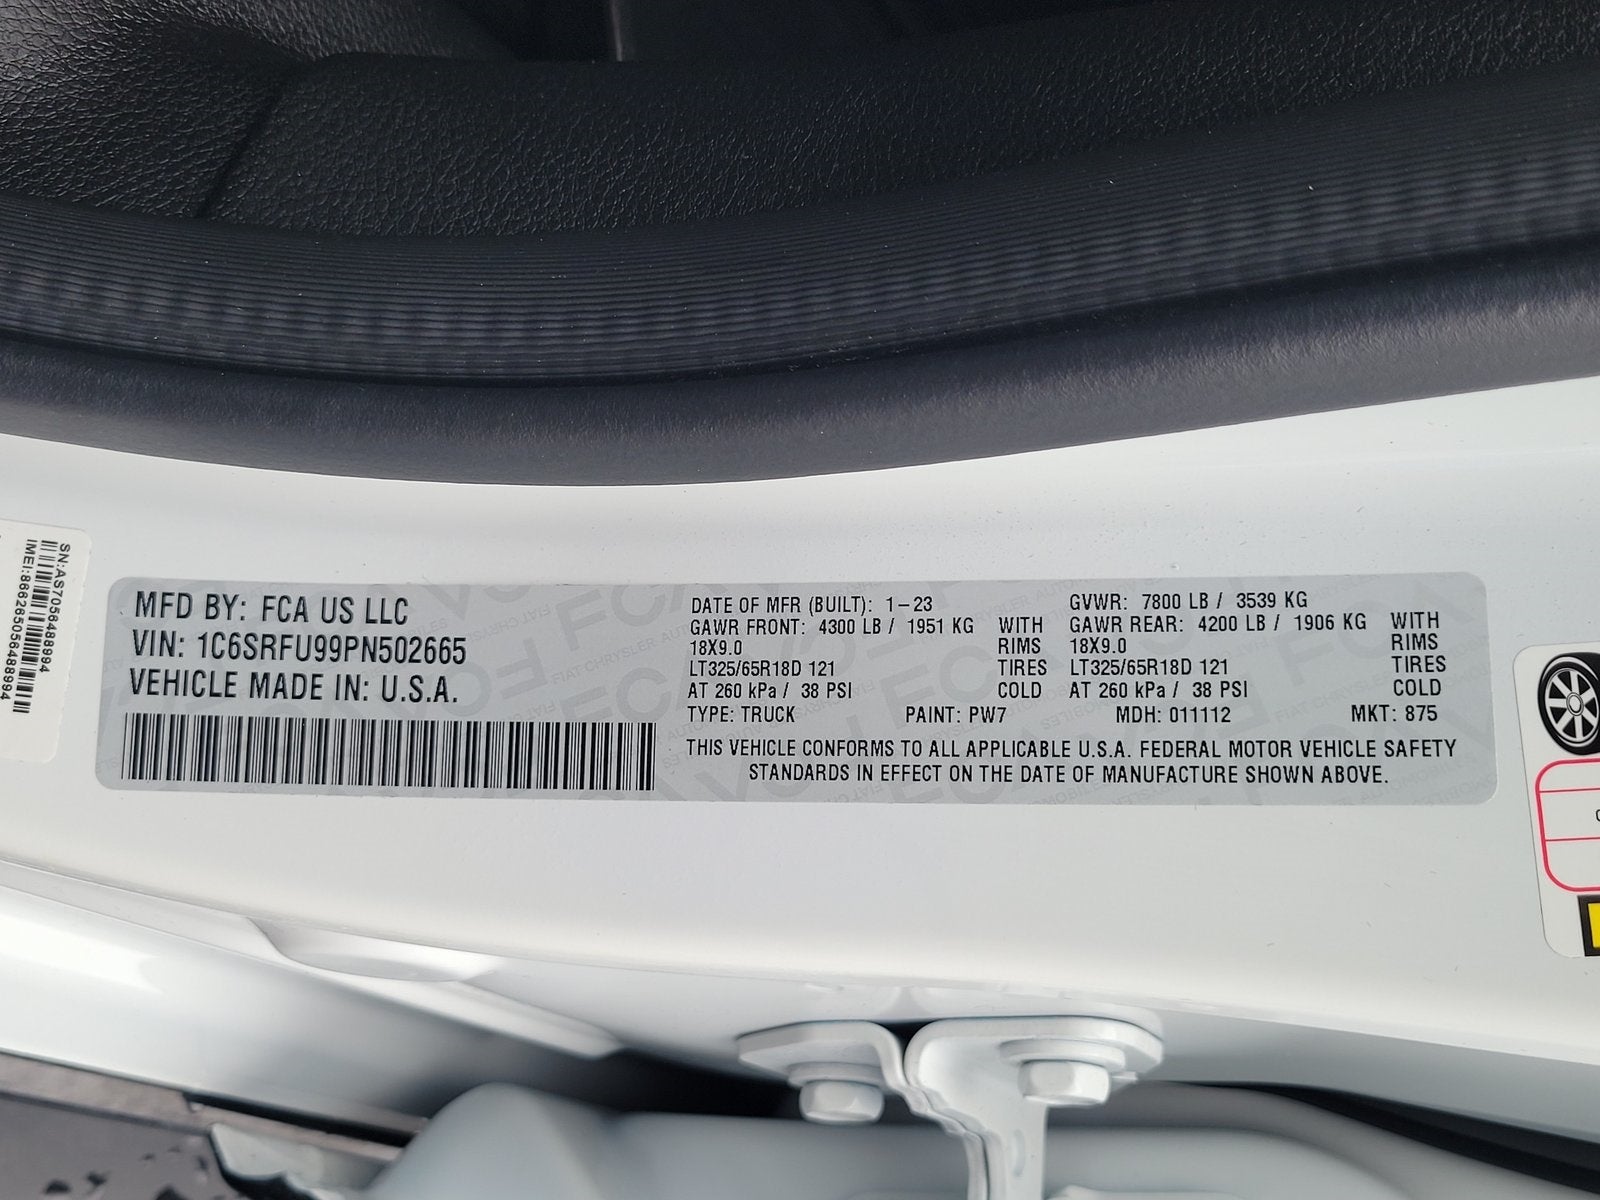 SN:AS705648894
IMEI:866265056488994
MFD BY: FCA US LLC
VIN: 1C6SRFU99PN502665
VEHICLE MADE IN: U.S.A.
DATE OF MFR (BUILT): 1-23
GAWR FRONT: 4300 LB / 1951 KG WITH
18X9.0 RIMS
LT325/65R18D 121 TIRES
AT 260 kPa / 38 PSI COLD
GVWR: 7800 LB / 3539 KG
GAWR REAR: 4200 LB / 1906 KG WITH
18X9.0 RIMS
LT325/65R18D 121 TIRES
AT 260 kPa / 38 PSI COLD
TYPE: TRUCK PAINT: PW7 MDH: 011112 MKT: 875
THIS VEHICLE CONFORMS TO ALL APPLICABLE U.S.A. FEDERAL MOTOR VEHICLE SAFETY
STANDARDS IN EFFECT ON THE DATE OF MANUFACTURE SHOWN ABOVE.